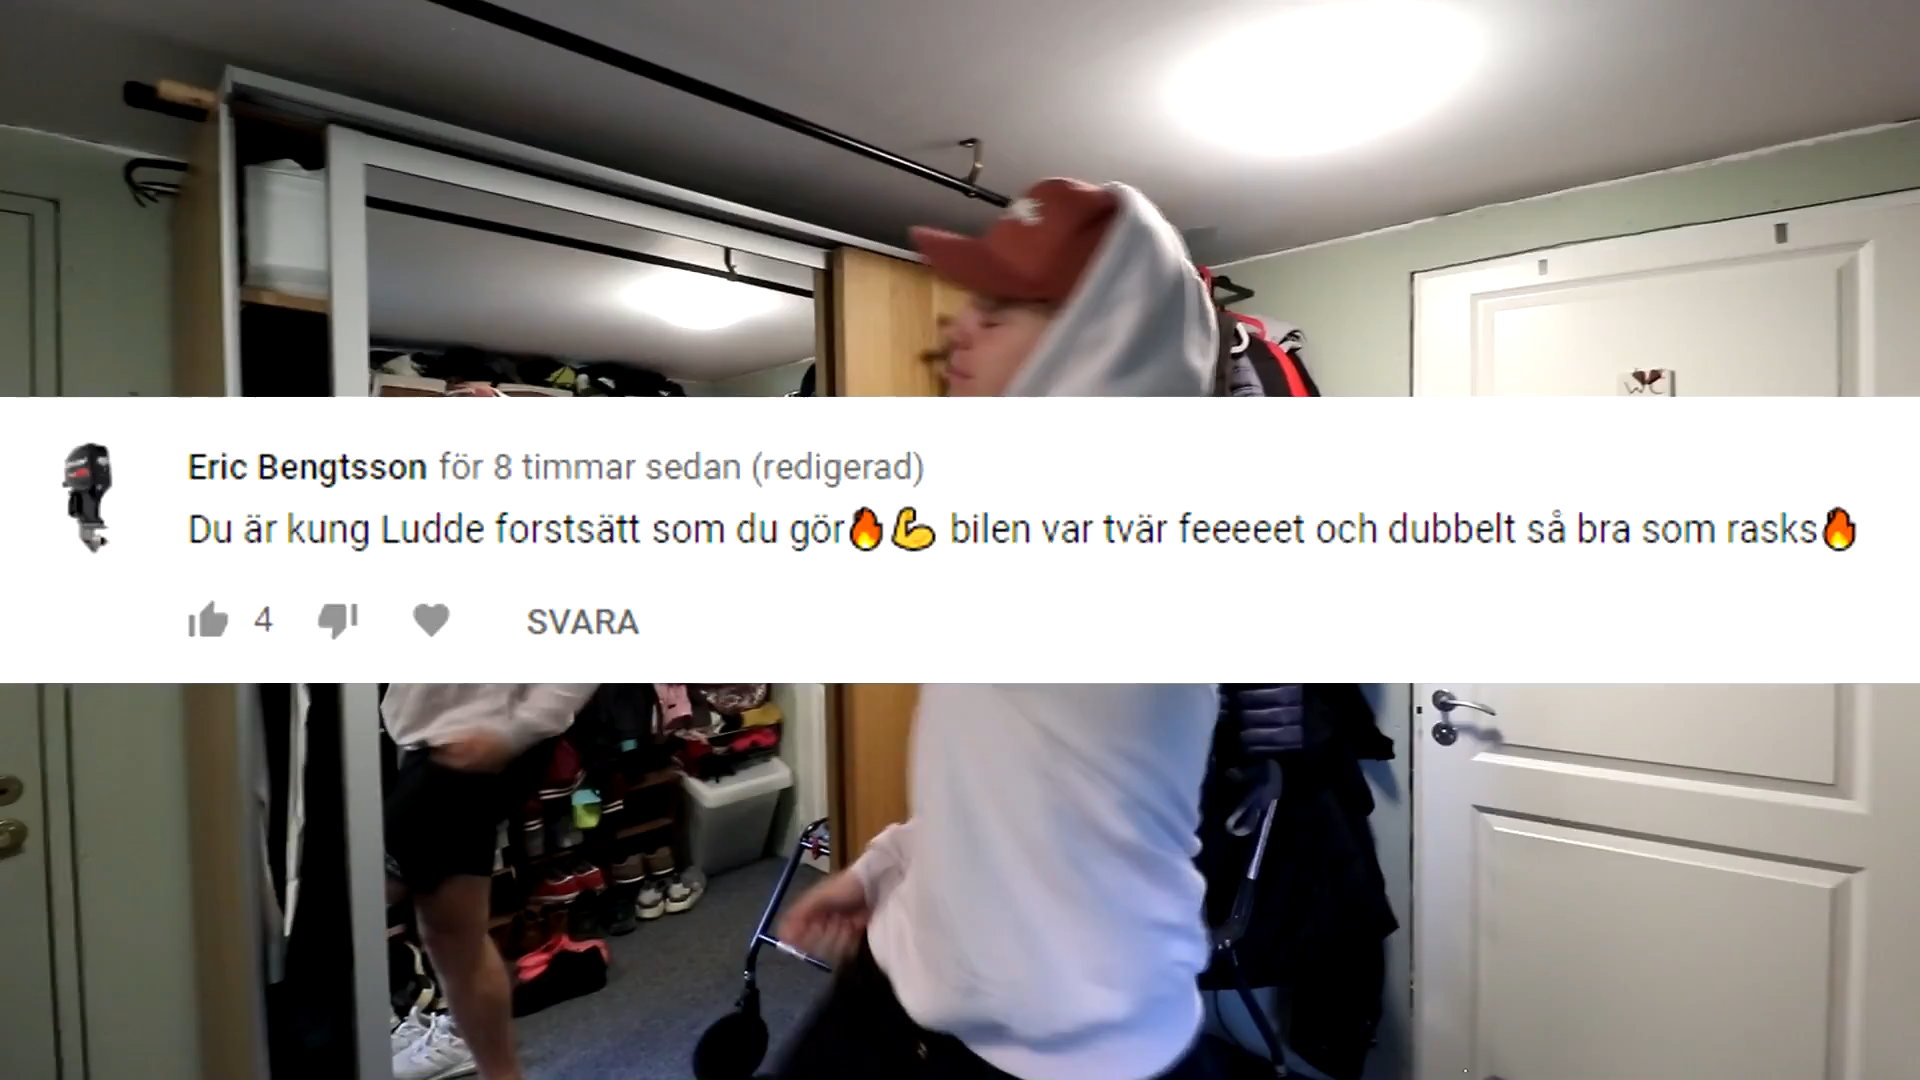 Eric Bengtsson för 8 timmar sedan (redigerad)
Du är kung Ludde forstsätt som du gör🔥💪 bilen var tvär feeeeet och dubbelt så bra som rasks🔥
4 SVARA
WC